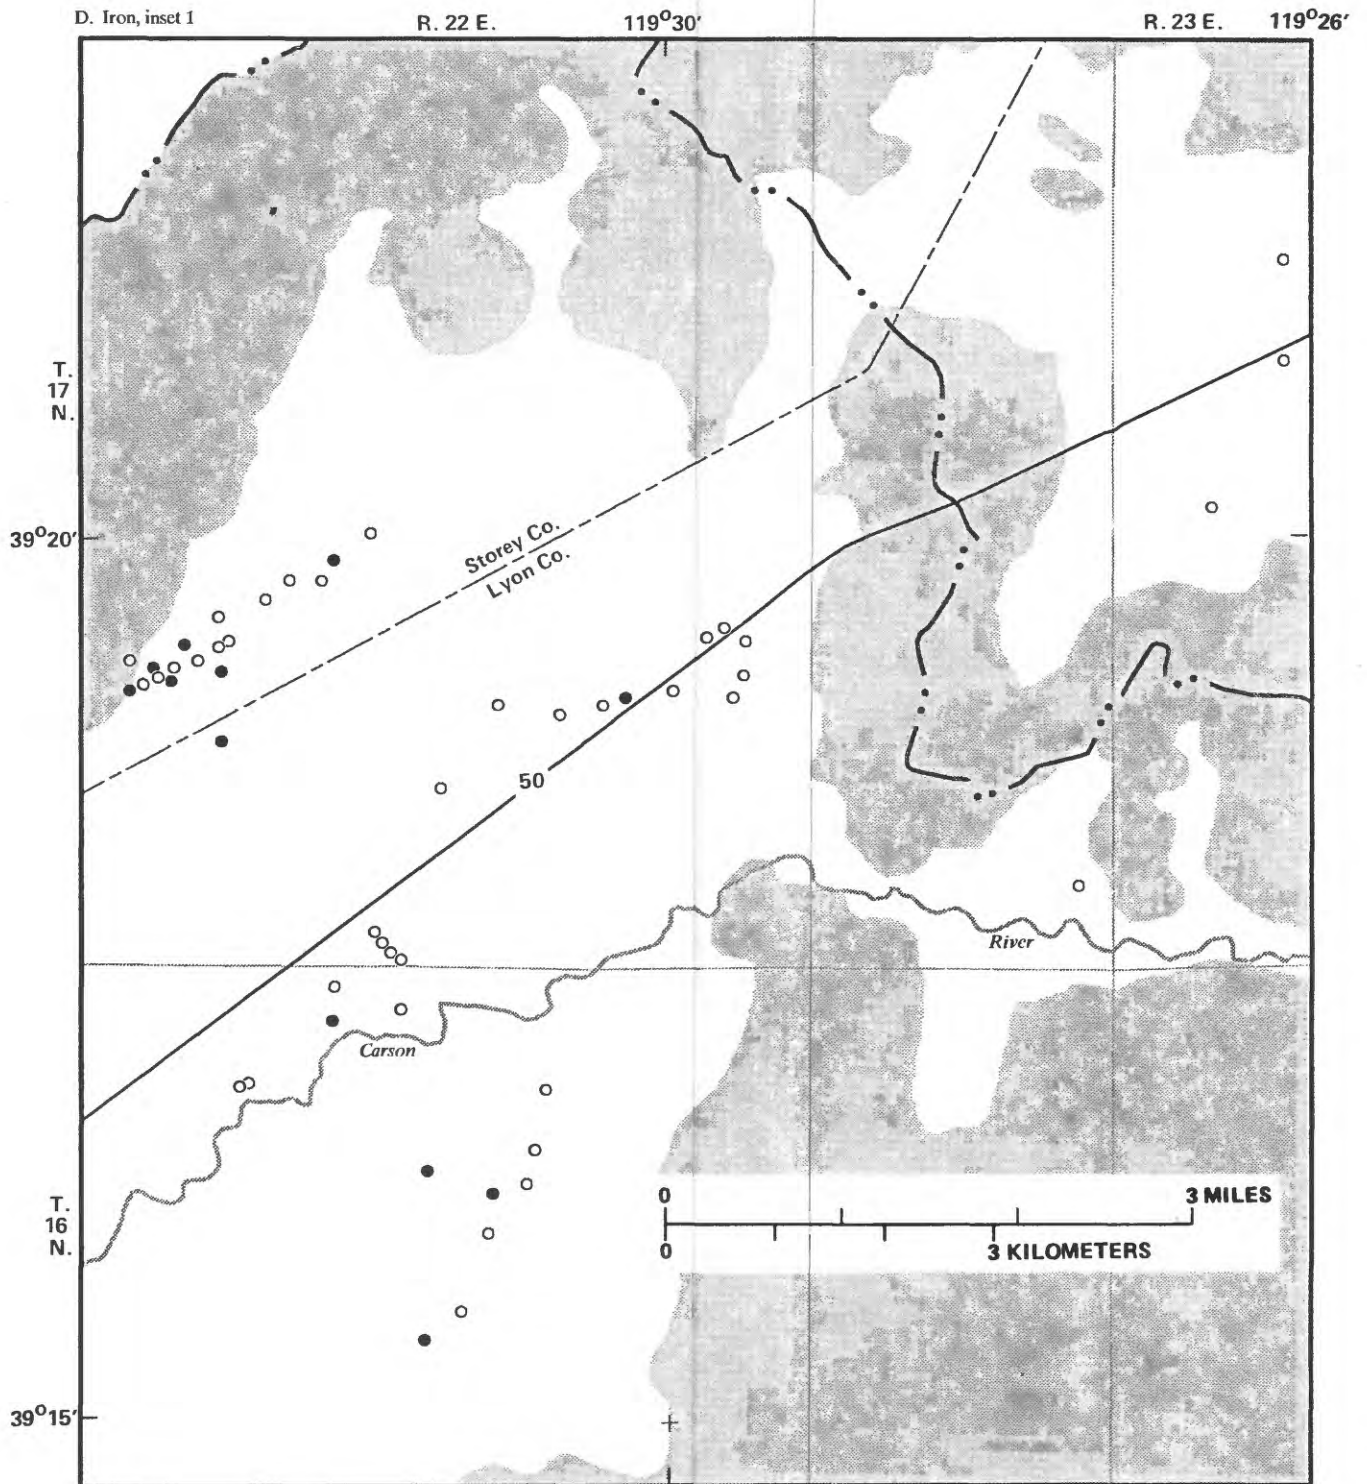 D. Iron, inset 1
R. 22 E.
119°30'
R. 23 E.
119°26'
T.
17
N.
39°20'
Storey Co.
Lyon Co.
50
River
Carson
T.
16
N.
0
3 MILES
0
3 KILOMETERS
39°15'